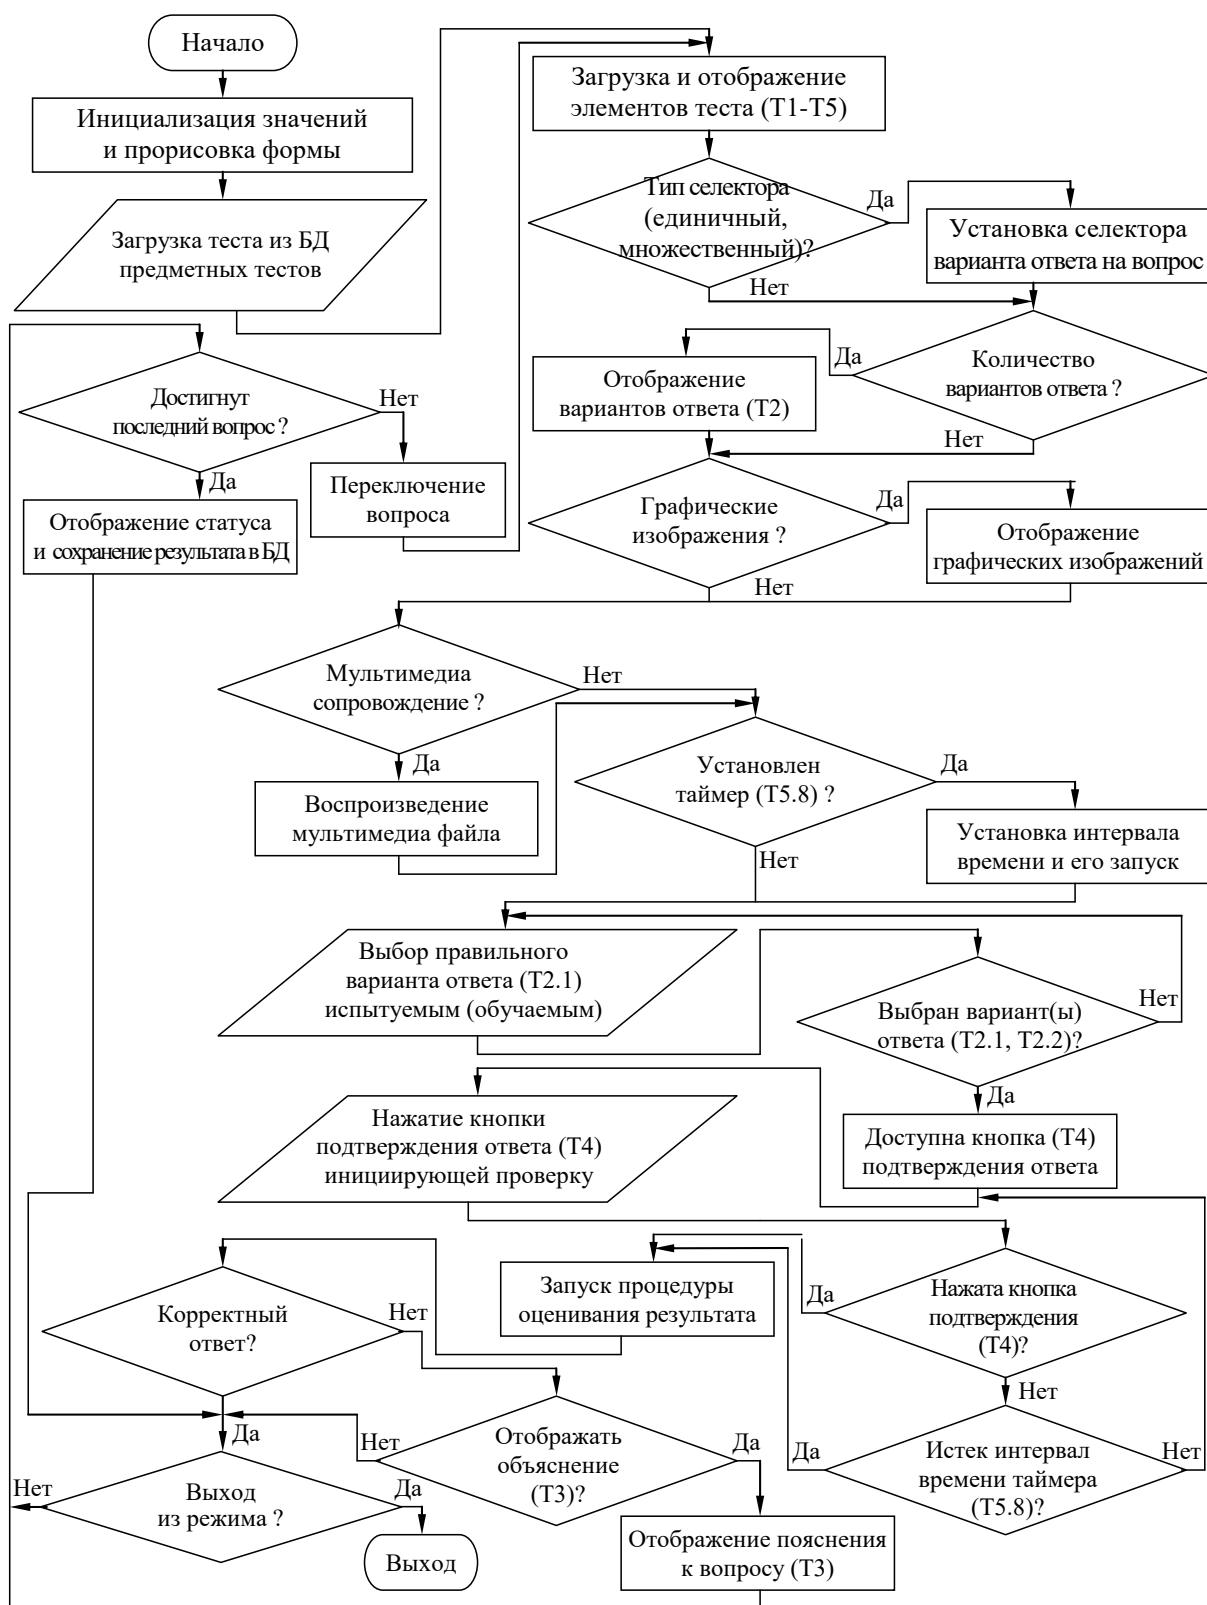 Начало
Инициализация значений
и прорисовка формы
Загрузка теста из БД
предметных тестов
Загрузка и отображение
элементов теста (Т1-Т5)
Тип селектора
(единичный,
множественный)?
Да
Нет
Установка селектора
варианта ответа на вопрос
Количество
вариантов ответа ?
Да
Нет
Отображение
вариантов ответа (Т2)
Достигнут
последний вопрос ?
Нет
Да
Переключение
вопроса
Отображение статуса
и сохранение результата в БД
Графические
изображения ?
Да
Нет
Отображение
графических изображений
Мультимедиа
сопровождение ?
Нет
Да
Воспроизведение
мультимедиа файла
Установлен
таймер (Т5.8) ?
Да
Нет
Установка интервала
времени и его запуск
Выбор правильного
варианта ответа (Т2.1)
испытуемым (обучаемым)
Выбран вариант(ы)
ответа (Т2.1, Т2.2)?
Нет
Да
Доступна кнопка (Т4)
подтверждения ответа
Нажатие кнопки
подтверждения ответа (Т4)
инициирующей проверку
Нажата кнопка
подтверждения
(Т4)?
Да
Нет
Запуск процедуры
оценивания результата
Корректный
ответ?
Нет
Да
Отображать
объяснение
(Т3)?
Нет
Да
Истек интервал
времени таймера
(Т5.8)?
Да
Нет
Выход
из режима ?
Нет
Да
Выход
Отображение пояснения
к вопросу (Т3)